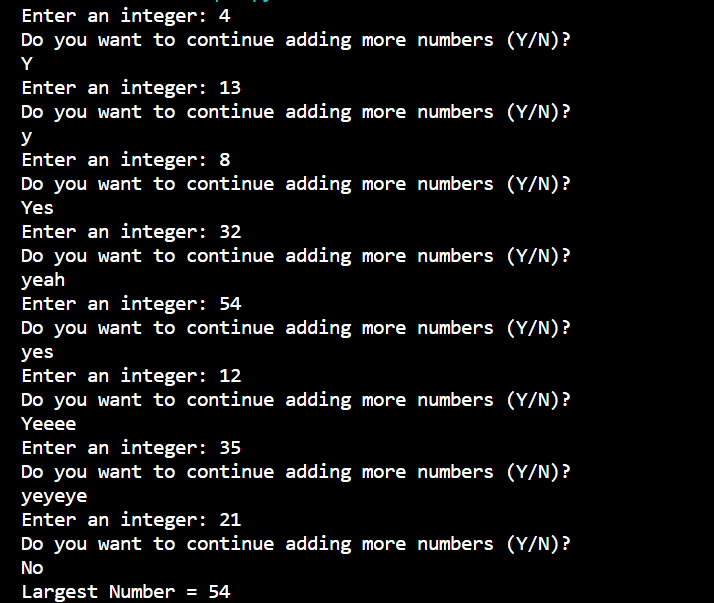 Enter an integer: 4
Do you want to continue adding more numbers (Y/N)?
Y
Enter an integer: 13
Do you want to continue adding more numbers (Y/N)?
y
Enter an integer: 8
Do you want to continue adding more numbers (Y/N)?
Yes
Enter an integer: 32
Do you want to continue adding more numbers (Y/N)?
yeah
Enter an integer: 54
Do you want to continue adding more numbers (Y/N)?
yes
Enter an integer: 12
Do you want to continue adding more numbers (Y/N)?
Yeeee
Enter an integer: 35
Do you want to continue adding more numbers (Y/N)?
yeyeye
Enter an integer: 21
Do you want to continue adding more numbers (Y/N)?
No
Largest Number = 54